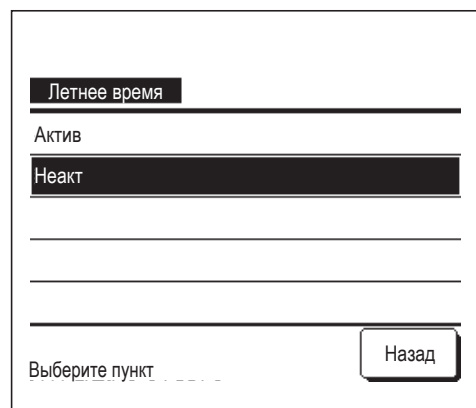 Летнее время
Актив
Неакт
Выберите пункт
Назад